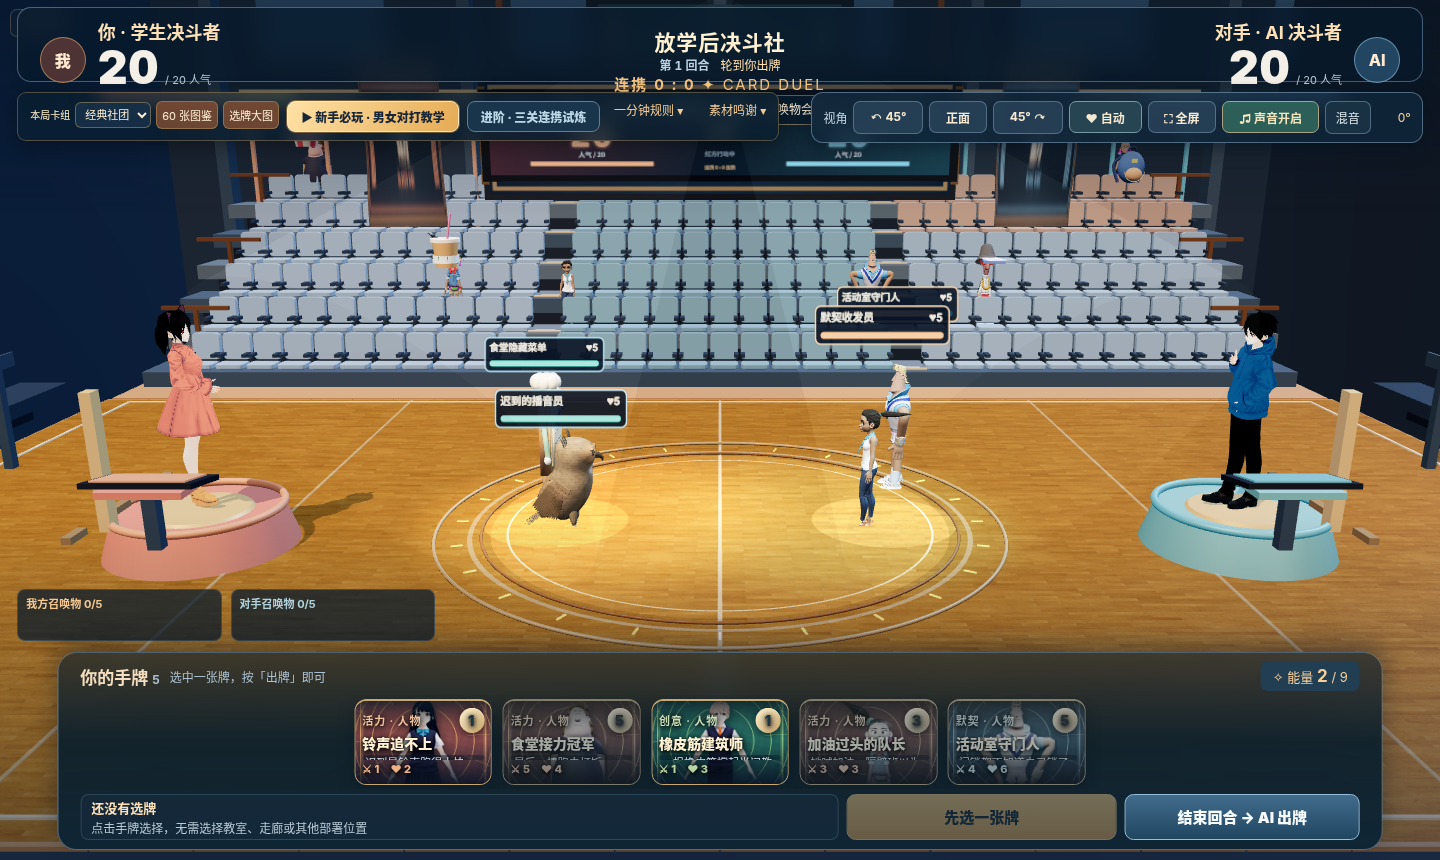 你 · 学生决斗者
我
20 / 20 人气
放学后决斗社
第 1 回合 轮到你出牌
连携 0 : 0 ✦ CARD DUEL
对手 · AI 决斗者
20 / 20 人气
AI
本局卡组 经典社团 60 张图鉴 选牌大图 ▶ 新手必玩 · 男女对打教学 进阶 · 三关连携试炼 一分钟规则 ▾ 素材鸣谢 ▾
唤物会
视角 ↶ 45° 正面 45° ↷ ♥ 自动 ⛶ 全屏 ♫ 声音开启 混音 0°
人气 / 20
人气 / 20
活动室守门人 ♥5
默契收发员 ♥5
食堂隐藏菜单 ♥5
迟到的播音员 ♥5
我方召唤物 0/5
对手召唤物 0/5
你的手牌 5 选中一张牌，按「出牌」即可
✧ 能量 2 / 9
活力 · 人物 1
铃声追不上
⚔ 1 ♥ 2
活力 · 人物 5
食堂接力冠军
⚔ 5 ♥ 4
创意 · 人物 1
橡皮筋建筑师
⚔ 1 ♥ 3
活力 · 人物 3
加油过头的队长
⚔ 3 ♥ 3
默契 · 人物 5
活动室守门人
⚔ 4 ♥ 6
还没有选牌
点击手牌选择，无需选择教室、走廊或其他部署位置
先选一张牌
结束回合 → AI 出牌